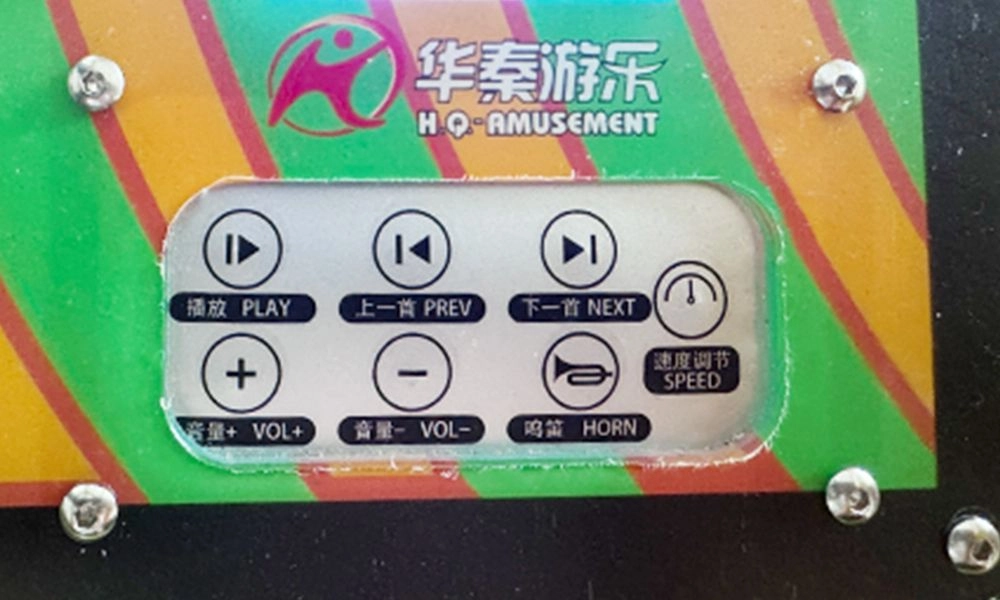 华秦游乐
H.Q.-AMUSEMENT
播放 PLAY
上一首 PREV
下一首 NEXT
速度调节
SPEED
音量+ VOL+
音量- VOL-
鸣笛 HORN